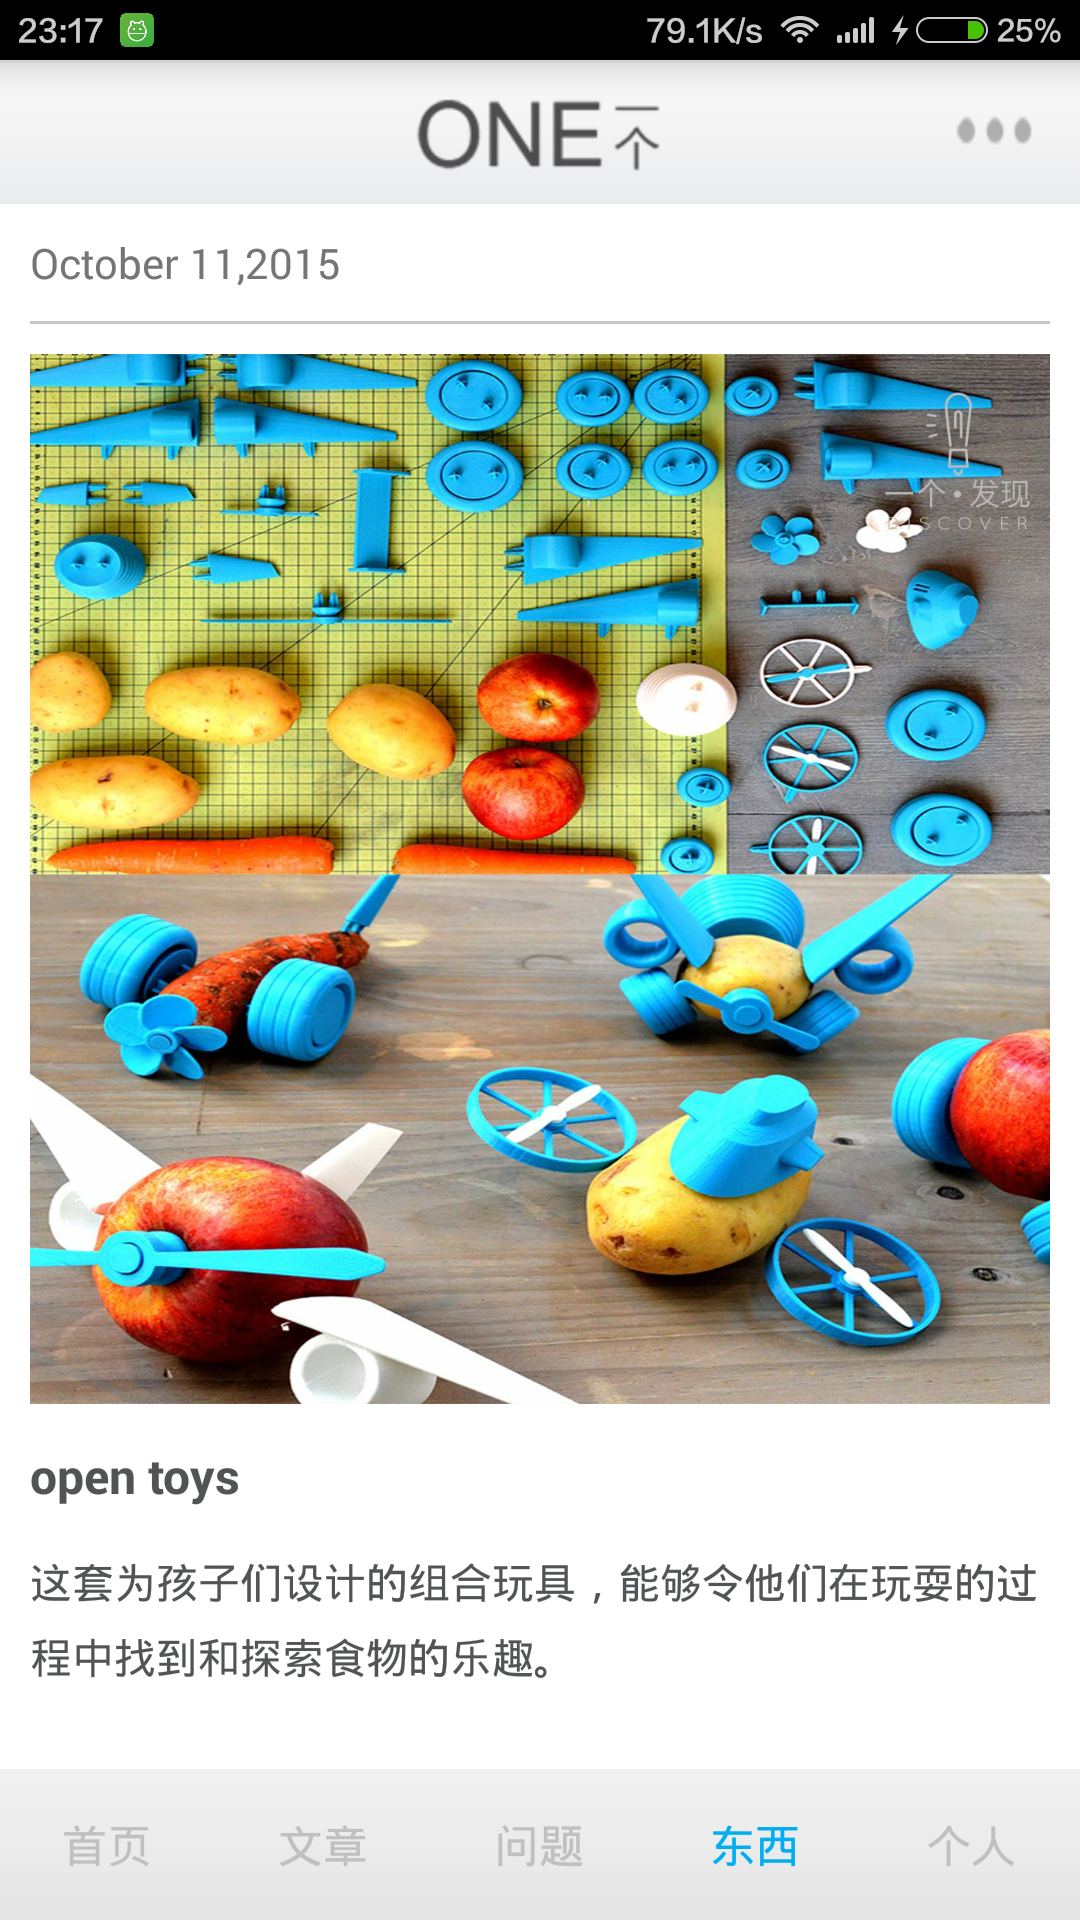 23:17 79.1K/s 25%
ONE一个
October 11,2015
一个·发现
DISCOVER
open toys
这套为孩子们设计的组合玩具，能够令他们在玩耍的过
程中找到和探索食物的乐趣。
首页 文章 问题 东西 个人